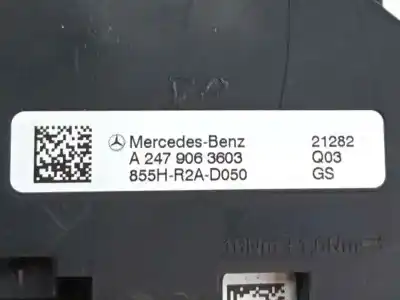 Mercedes-Benz 21282
A 247 906 3603 Q03
855H-R2A-D050 GS